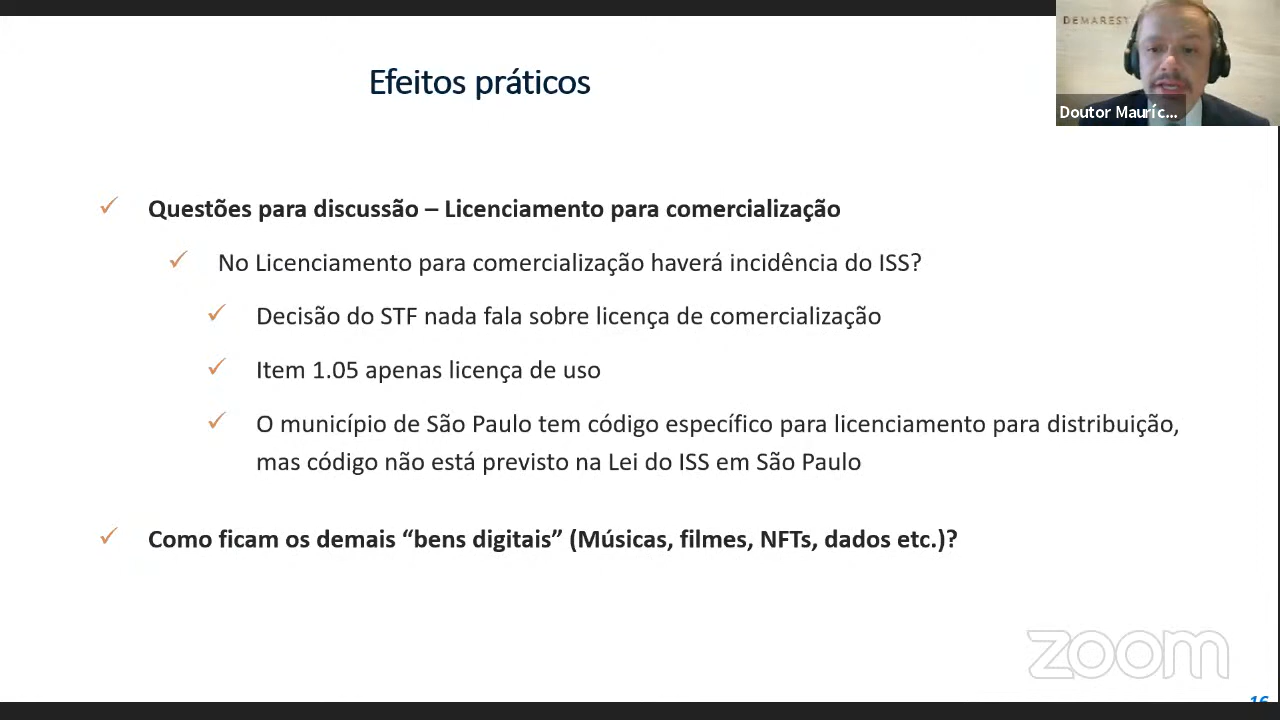 DEMAREST
Doutor Mauríc...
Efeitos práticos
✓ Questões para discussão – Licenciamento para comercialização
✓ No Licenciamento para comercialização haverá incidência do ISS?
✓ Decisão do STF nada fala sobre licença de comercialização
✓ Item 1.05 apenas licença de uso
✓ O município de São Paulo tem código específico para licenciamento para distribuição,
mas código não está previsto na Lei do ISS em São Paulo
✓ Como ficam os demais “bens digitais” (Músicas, filmes, NFTs, dados etc.)?
zoom
16